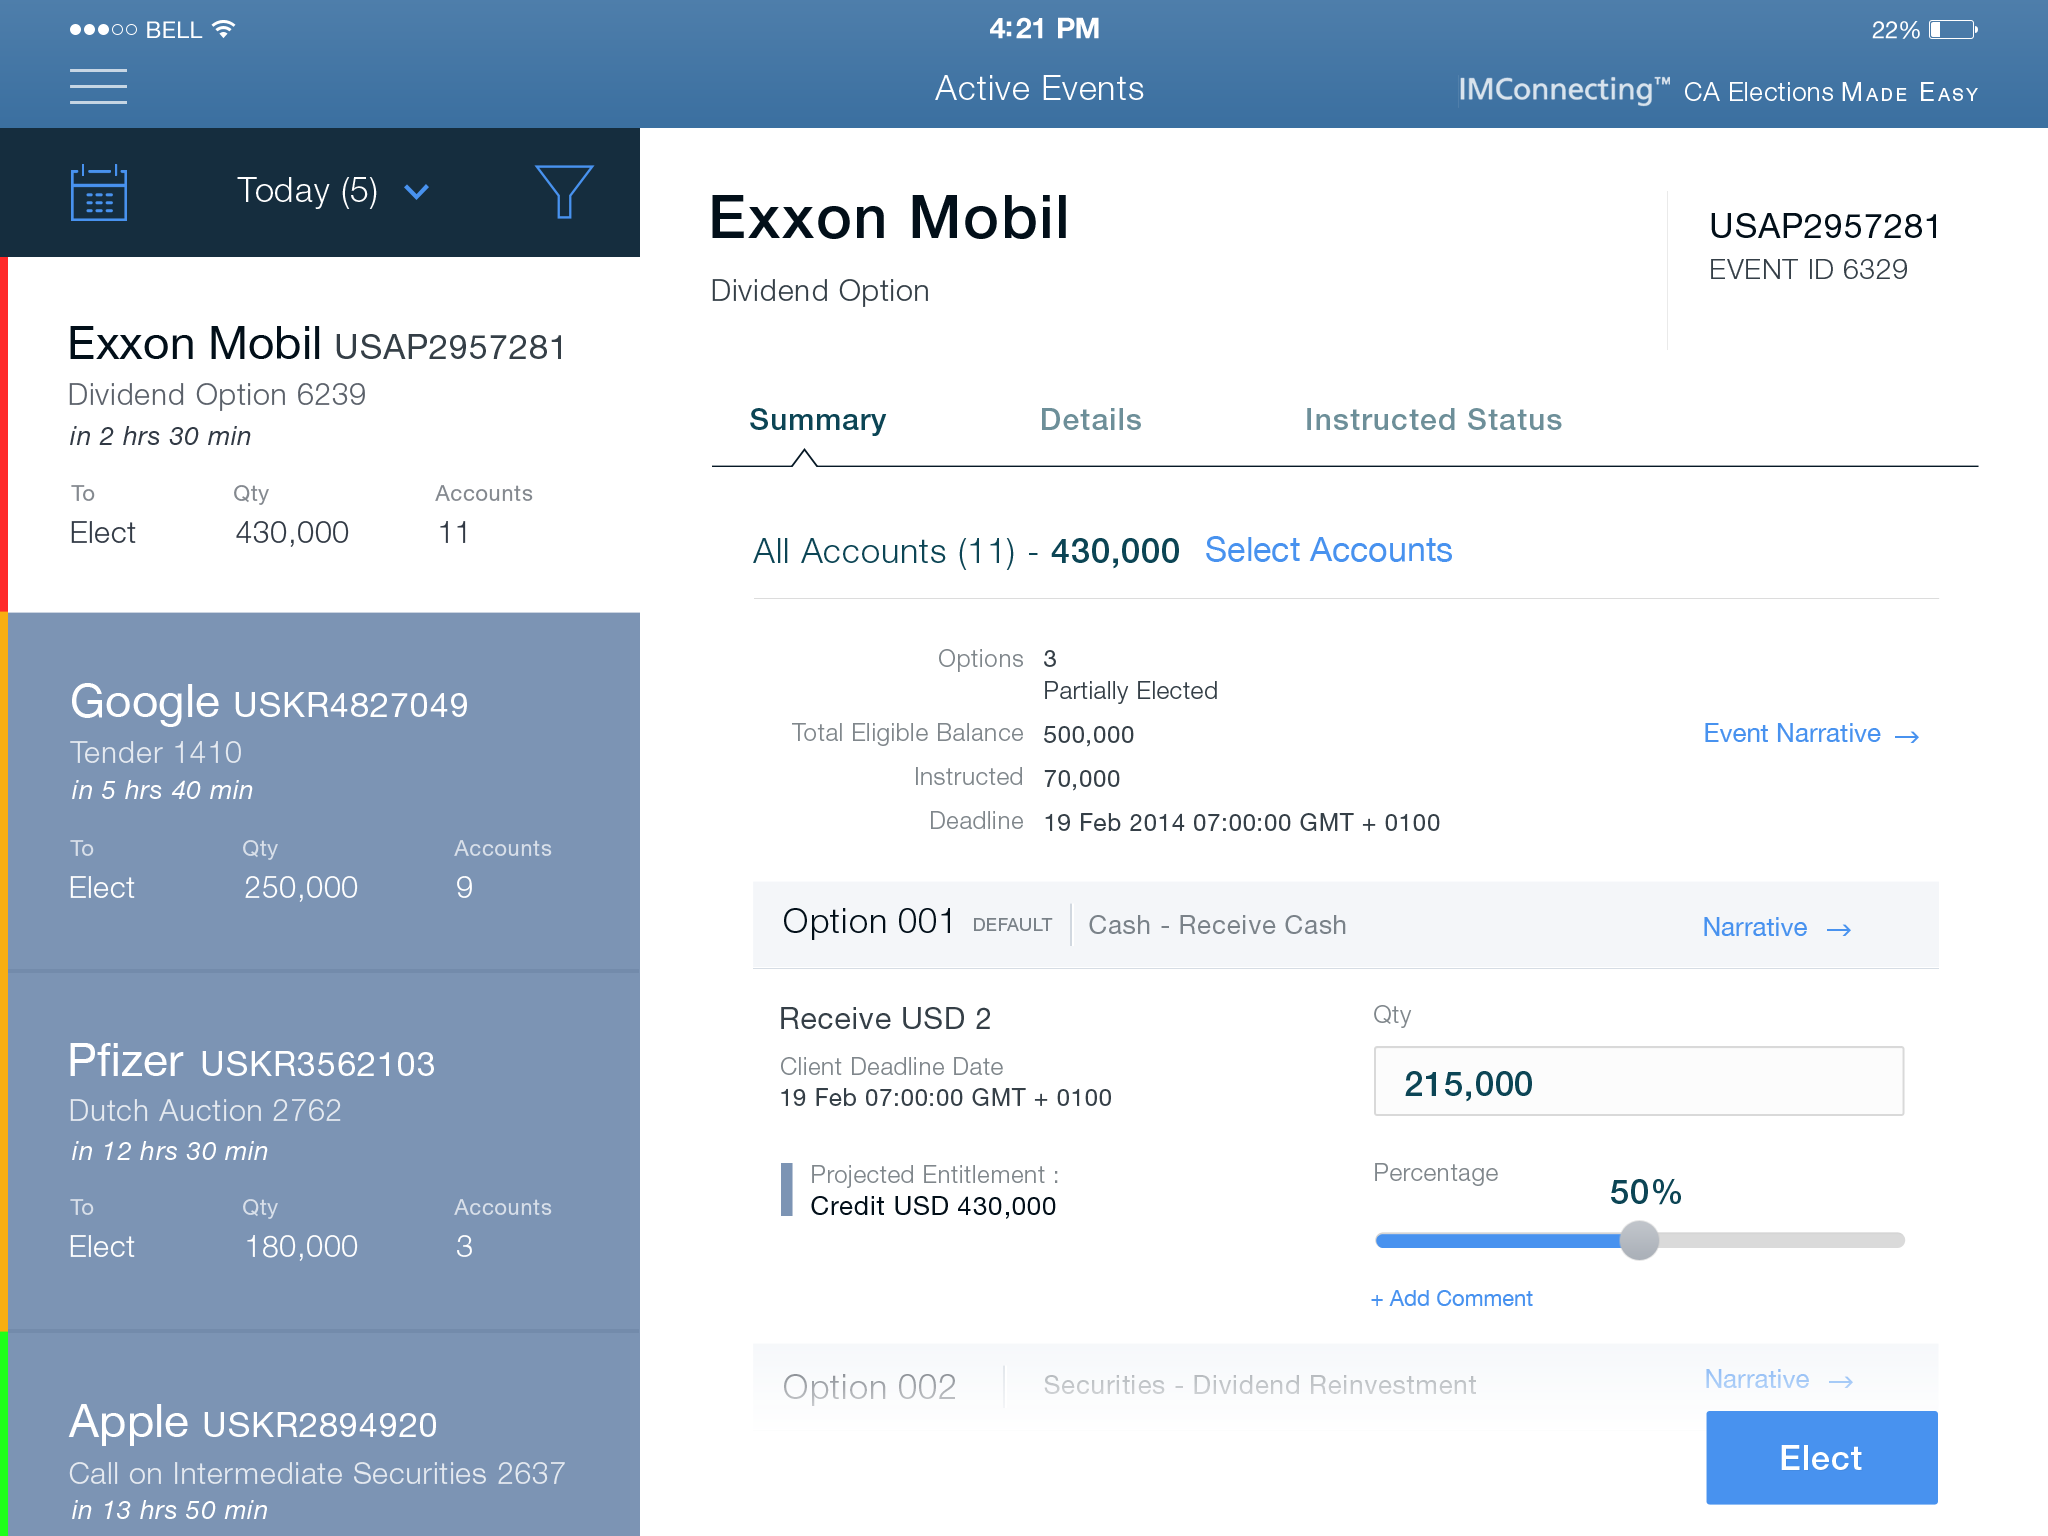 BELL
4:21 PM
22%
Active Events
IMConnecting™ CA Elections MADE EASY
Today (5)
Exxon Mobil USAP2957281
Dividend Option 6239
in 2 hrs 30 min
To Qty Accounts
Elect 430,000 11
Google USKR4827049
Tender 1410
in 5 hrs 40 min
To Qty Accounts
Elect 250,000 9
Pfizer USKR3562103
Dutch Auction 2762
in 12 hrs 30 min
To Qty Accounts
Elect 180,000 3
Apple USKR2894920
Call on Intermediate Securities 2637
in 13 hrs 50 min
Exxon Mobil
Dividend Option
USAP2957281
EVENT ID 6329
Summary Details Instructed Status
All Accounts (11) - 430,000 Select Accounts
Options 3
Partially Elected
Total Eligible Balance 500,000
Event Narrative →
Instructed 70,000
Deadline 19 Feb 2014 07:00:00 GMT + 0100
Option 001 DEFAULT Cash - Receive Cash Narrative →
Receive USD 2
Client Deadline Date
19 Feb 07:00:00 GMT + 0100
Projected Entitlement :
Credit USD 430,000
Qty
215,000
Percentage
50%
+ Add Comment
Option 002 Securities - Dividend Reinvestment Narrative →
Elect